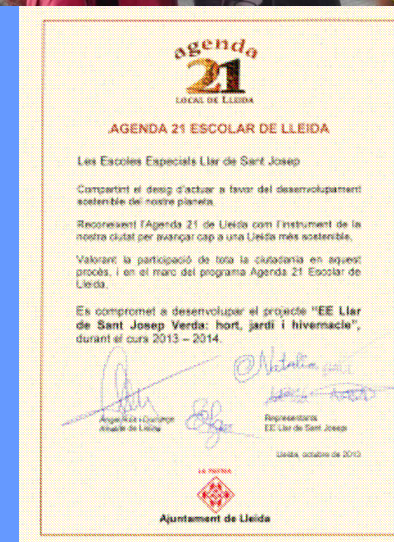 agenda
21
LOCAL DE LLEIDA
AGENDA 21 ESCOLAR DE LLEIDA
Les Escoles Especials Llar de Sant Josep
Compartint el desig d'actuar a favor del desenvolupament
sostenible del nostre planeta.
Reconeixent l'Agenda 21 de Lleida com l'instrument de la
nostra ciutat per avançar cap a una Lleida més sostenible,
Valorant la participació de tota la ciutadania en aquest
procés, i en el marc del programa Agenda 21 Escolar de
Lleida.
Es compromet a desenvolupar el projecte "EE Llar
de Sant Josep Verda: hort, jardí i hivernacle",
durant el curs 2013 – 2014.
Natalia
Alcalde de Lleida
Representants
EE Llar de Sant Josep
Lleida, octubre de 2013
LA PAERIA
Ajuntament de Lleida